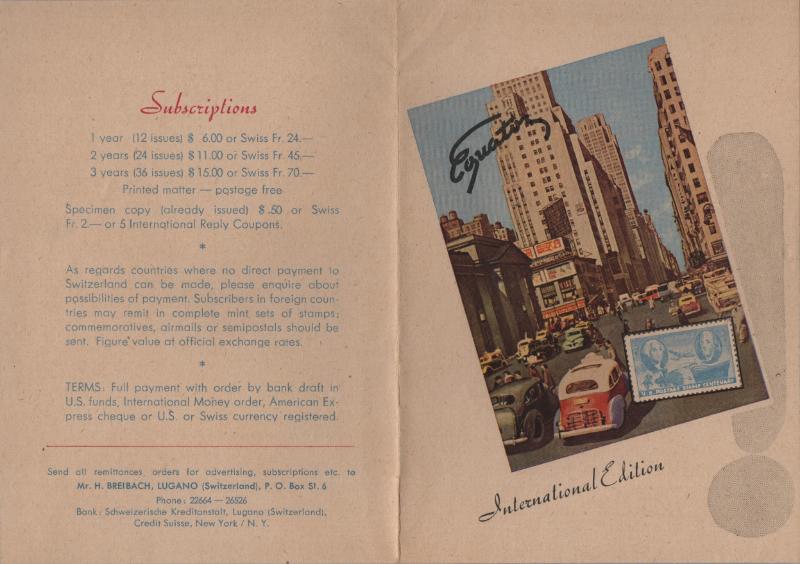 Subscriptions
1 year (12 issues) $ 6.00 or Swiss Fr. 24.—
2 years (24 issues) $ 11.00 or Swiss Fr. 45.—
3 years (36 issues) $ 15.00 or Swiss Fr. 70.—
Printed matter — postage free
Specimen copy (already issued) $ .50 or Swiss
Fr. 2.— or 5 International Reply Coupons.
*
As regards countries where no direct payment to
Switzerland can be made, please enquire about
possibilities of payment. Subscribers in foreign coun-
tries may remit in complete mint sets of stamps;
commemoratives, airmails or semipostals should be
sent. Figure value at official exchange rates.
*
TERMS: Full payment with order by bank draft in
U.S. funds, International Money order, American Ex-
press cheque or U.S. or Swiss currency registered.
Send all remittances, orders for advertising, subscriptions etc. to
Mr. H. BREIBACH, LUGANO (Switzerland), P. O. Box St. 6
Phone: 22664 — 26526
Bank: Schweizerische Kreditanstalt, Lugano (Switzerland),
Credit Suisse, New York / N. Y.
Equator
U.S. POSTAGE STAMP CENTENARY
International Edition